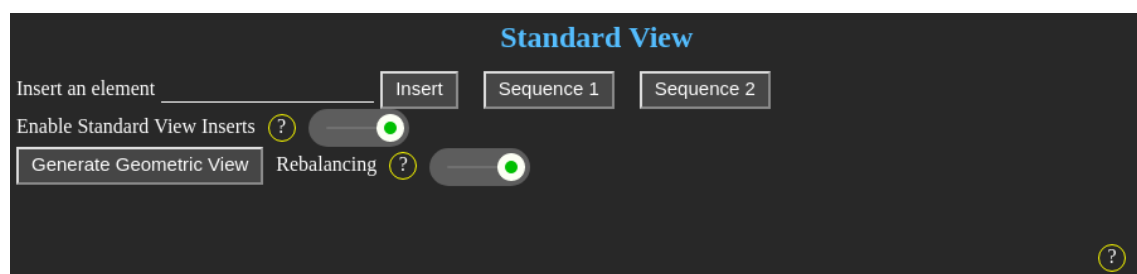 Standard View
Insert an element Insert Sequence 1 Sequence 2
Enable Standard View Inserts ?
Generate Geometric View Rebalancing ?
?